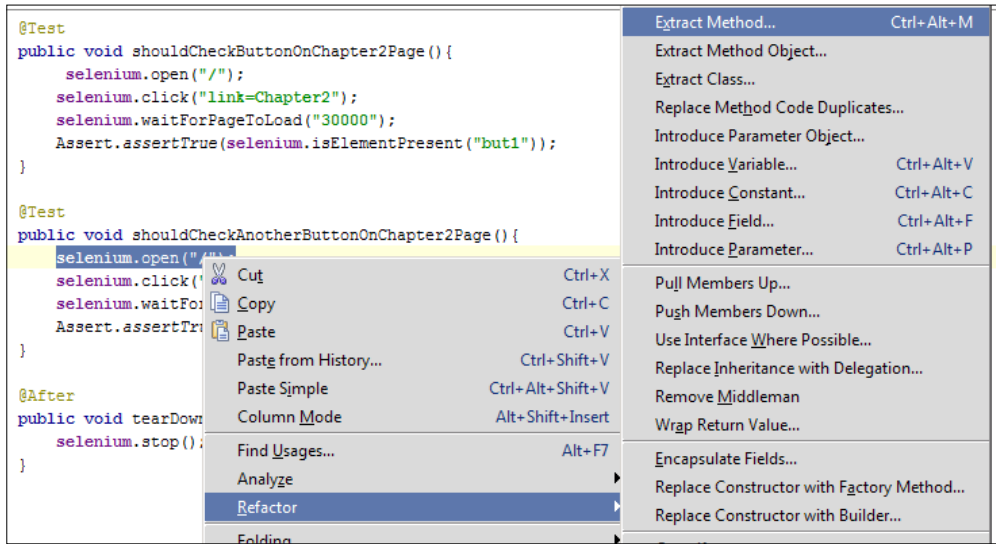 @Test
public void shouldCheckButtonOnChapter2Page(){
selenium.open("/");
selenium.click("link=Chapter2");
selenium.waitForPageToLoad("30000");
Assert.assertTrue(selenium.isElementPresent("but1"));
}
@Test
public void shouldCheckAnotherButtonOnChapter2Page(){
selenium.open("/");
selenium.click("
selenium.waitFor
Assert.assertTru
}
@After
public void tearDown
selenium.stop();
}
Cut Ctrl+X
Copy Ctrl+C
Paste Ctrl+V
Paste from History... Ctrl+Shift+V
Paste Simple Ctrl+Alt+Shift+V
Column Mode Alt+Shift+Insert
Find Usages... Alt+F7
Analyze
Refactor
Folding
Extract Method... Ctrl+Alt+M
Extract Method Object...
Extract Class...
Replace Method Code Duplicates...
Introduce Parameter Object...
Introduce Variable... Ctrl+Alt+V
Introduce Constant... Ctrl+Alt+C
Introduce Field... Ctrl+Alt+F
Introduce Parameter... Ctrl+Alt+P
Pull Members Up...
Push Members Down...
Use Interface Where Possible...
Replace Inheritance with Delegation...
Remove Middleman
Wrap Return Value...
Encapsulate Fields...
Replace Constructor with Factory Method...
Replace Constructor with Builder...